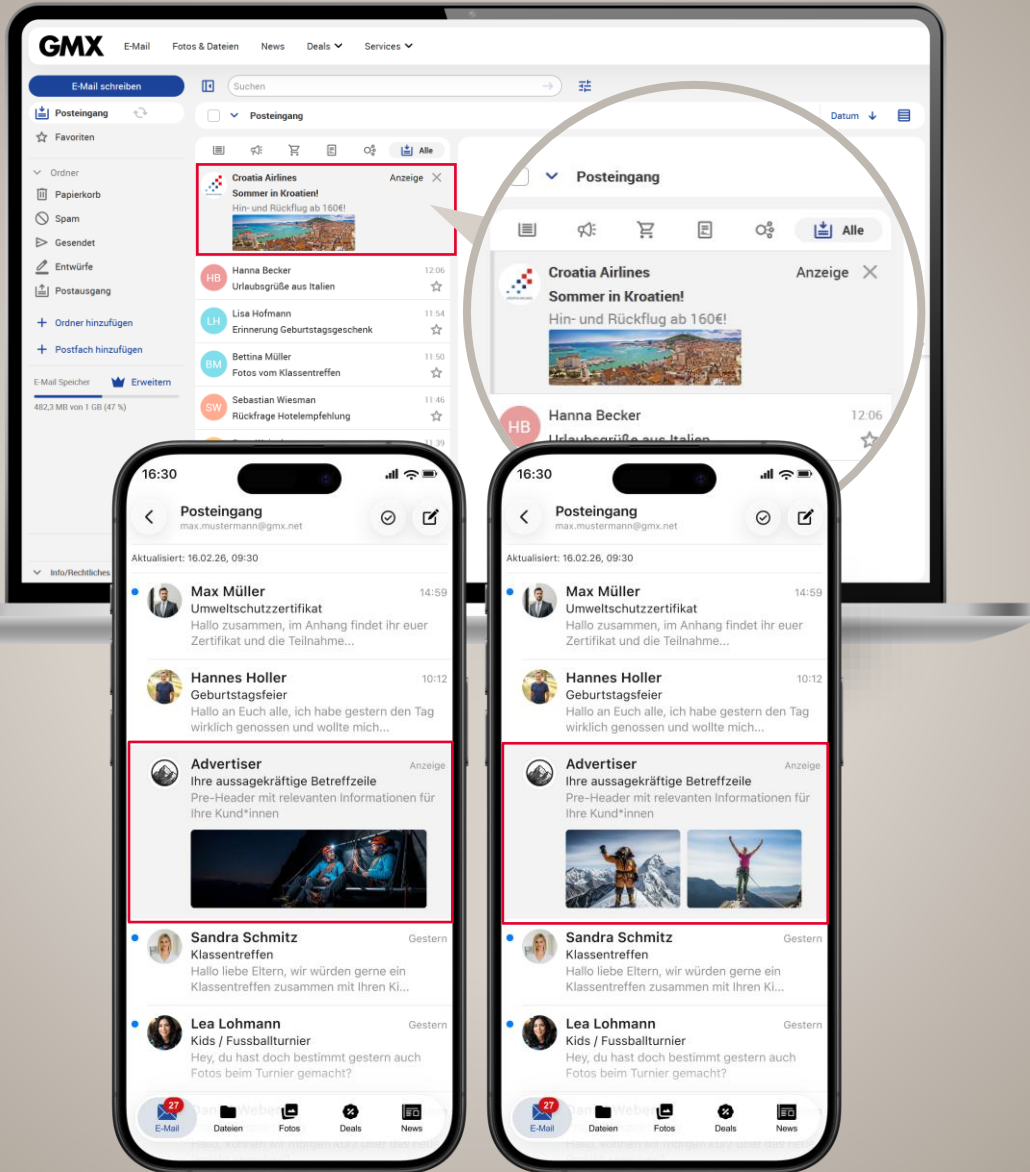 GMX
E-Mail
Fotos & Dateien
News
Deals
Services
E-Mail schreiben
Suchen
Posteingang
Posteingang
Datum
Favoriten
Alle
Ordner
Papierkorb
Spam
Gesendet
Entwürfe
Postausgang
Ordner hinzufügen
Postfach hinzufügen
E-Mail Speicher
Erweitern
482,3 MB von 1 GB (47 %)
Info/Rechtliches
Croatia Airlines
Anzeige
Sommer in Kroatien!
Hin- und Rückflug ab 160€!
HB
Hanna Becker
12:06
Urlaubsgrüße aus Italien
LH
Lisa Hofmann
11:54
Erinnerung Geburtstagsgeschenk
BM
Bettina Müller
11:50
Fotos vom Klassentreffen
SW
Sebastian Wiesman
11:46
Rückfrage Hotelempfehlung
11:39
Posteingang
Alle
Croatia Airlines
Anzeige
Sommer in Kroatien!
Hin- und Rückflug ab 160€!
HB
Hanna Becker
12:06
Urlaubsgrüße aus Italien
16:30
Posteingang
max.mustermann@gmx.net
Aktualisiert: 16.02.26, 09:30
Max Müller
14:59
Umweltschutzzertifikat
Hallo zusammen, im Anhang findet ihr euer
Zertifikat und die Teilnahme...
Hannes Holler
10:12
Geburtstagsfeier
Hallo an Euch alle, ich habe gestern den Tag
wirklich genossen und wollte mich...
Advertiser
Anzeige
Ihre aussagekräftige Betreffzeile
Pre-Header mit relevanten Informationen für
Ihre Kund*innen
Sandra Schmitz
Gestern
Klassentreffen
Hallo liebe Eltern, wir würden gerne ein
Klassentreffen zusammen mit Ihren Ki...
Lea Lohmann
Gestern
Kids / Fussballturnier
Hey, du hast doch bestimmt gestern auch
Fotos beim Turnier gemacht?
27
E-Mail
Dateien
Fotos
Deals
News
16:30
Posteingang
max.mustermann@gmx.net
Aktualisiert: 16.02.26, 09:30
Max Müller
14:59
Umweltschutzzertifikat
Hallo zusammen, im Anhang findet ihr euer
Zertifikat und die Teilnahme...
Hannes Holler
10:12
Geburtstagsfeier
Hallo an Euch alle, ich habe gestern den Tag
wirklich genossen und wollte mich...
Advertiser
Anzeige
Ihre aussagekräftige Betreffzeile
Pre-Header mit relevanten Informationen für
Ihre Kund*innen
Sandra Schmitz
Gestern
Klassentreffen
Hallo liebe Eltern, wir würden gerne ein
Klassentreffen zusammen mit Ihren Ki...
Lea Lohmann
Gestern
Kids / Fussballturnier
Hey, du hast doch bestimmt gestern auch
Fotos beim Turnier gemacht?
27
E-Mail
Dateien
Fotos
Deals
News